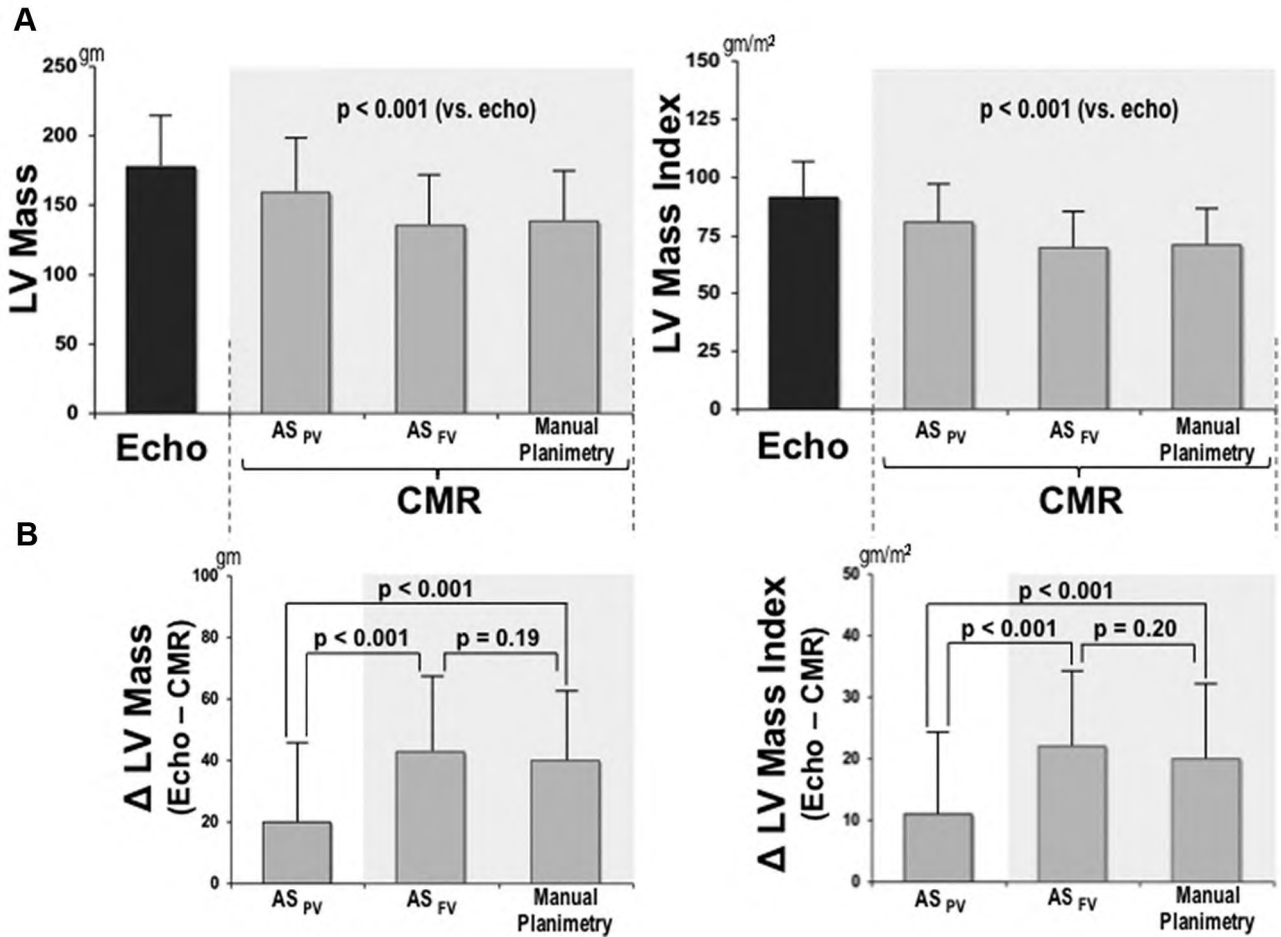 A
gm
250
200
150
100
50
0
LV Mass
p < 0.001 (vs. echo)
Echo
AS PV
AS FV
Manual
Planimetry
CMR
gm/m²
150
125
100
75
50
25
0
LV Mass Index
p < 0.001 (vs. echo)
Echo
AS PV
AS FV
Manual
Planimetry
CMR
B
gm
100
80
60
40
20
0
Δ LV Mass
(Echo – CMR)
p < 0.001
p < 0.001
p = 0.19
AS PV
AS FV
Manual
Planimetry
gm/m²
50
40
30
20
10
0
Δ LV Mass Index
(Echo – CMR)
p < 0.001
p < 0.001
p = 0.20
AS PV
AS FV
Manual
Planimetry